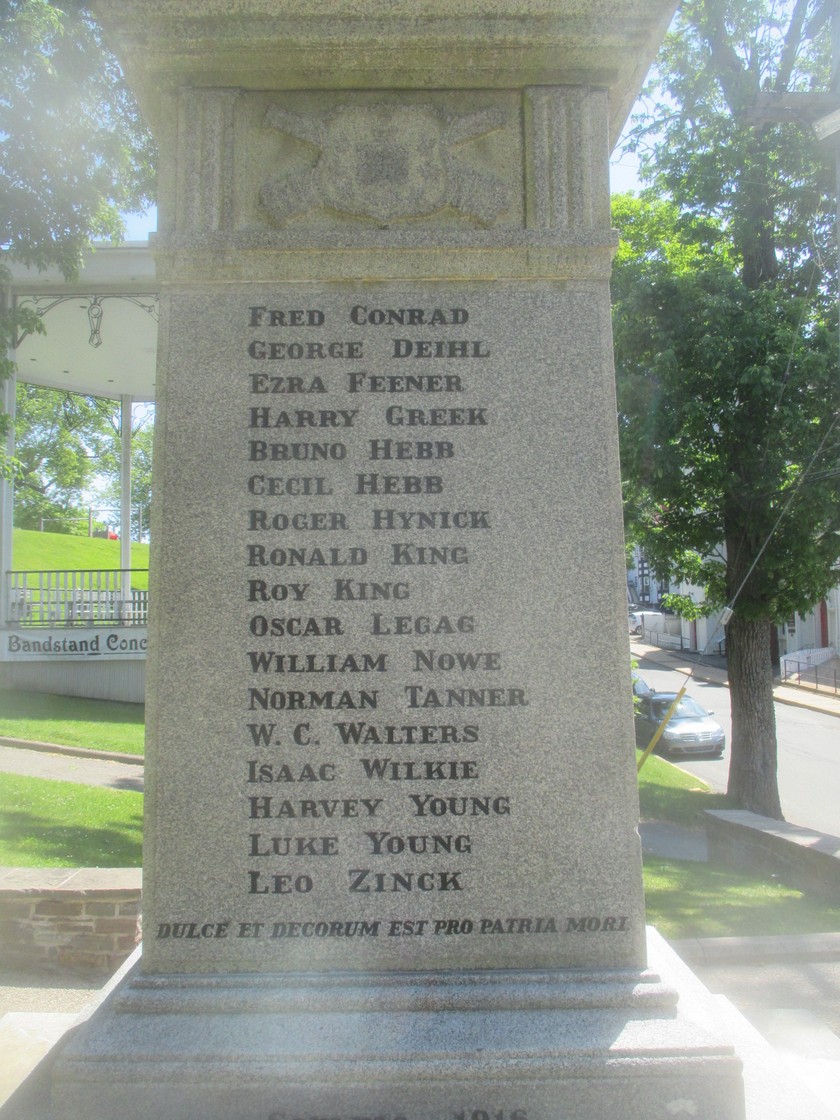 FRED CONRAD
GEORGE DEIHL
EZRA FEENER
HARRY GREEK
BRUNO HEBB
CECIL HEBB
ROGER HYNICK
RONALD KING
ROY KING
OSCAR LEGAG
WILLIAM NOWE
NORMAN TANNER
W. C. WALTERS
ISAAC WILKIE
HARVEY YOUNG
LUKE YOUNG
LEO ZINCK
DULCE ET DECORUM EST PRO PATRIA MORI
Bandstand Conc
1916